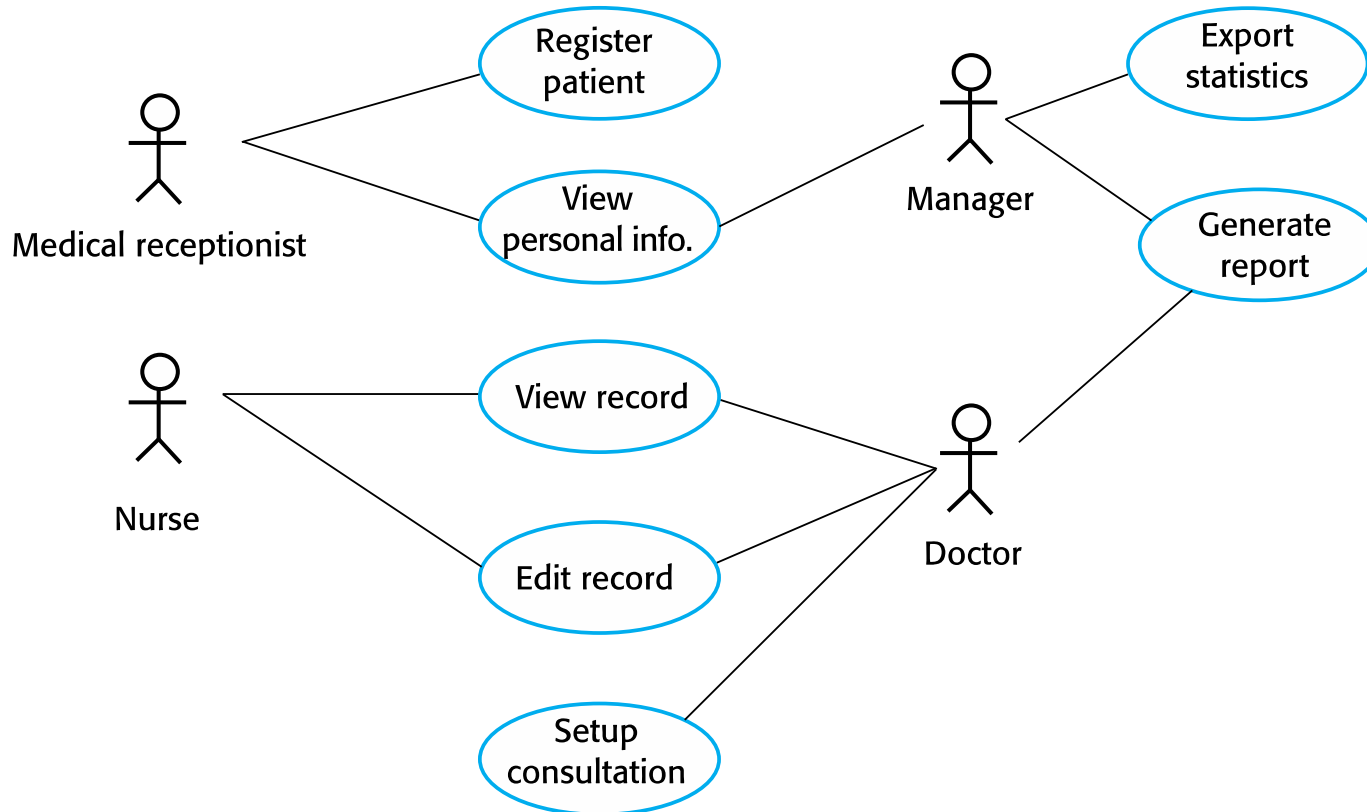 Register
patient
Export
statistics
Medical receptionist
View
personal info.
Manager
Generate
report
View record
Nurse
Edit record
Doctor
Setup
consultation